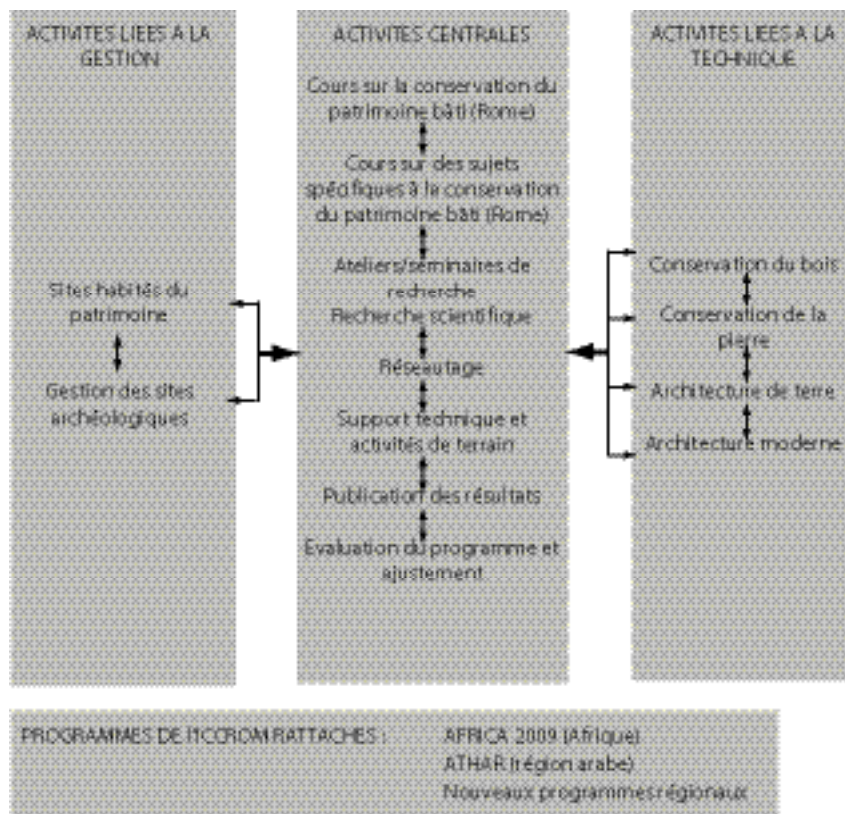 ACTIVITES LIEES A LA
GESTION
Sites habités du
patrimoine
Gestion des sites
archéologiques
ACTIVITES CENTRALES
Cours sur la conservation du
patrimoine bâti (Rome)
Cours sur des sujets
spécifiques à la conservation
du patrimoine bâti (Rome)
Ateliers/séminaires de
recherche
Recherche scientifique
Réseautage
Support technique et
activités de terrain
Publication des résultats
Evaluation du programme et
ajustement
ACTIVITES LIEES A LA
TECHNIQUE
Conservation du bois
Conservation de la
pierre
Architecture de terre
Architecture moderne
PROGRAMMES DE l'ICCROM RATTACHES :
AFRICA 2009 (Afrique)
ATHAR (région arabe)
Nouveaux programmes régionaux